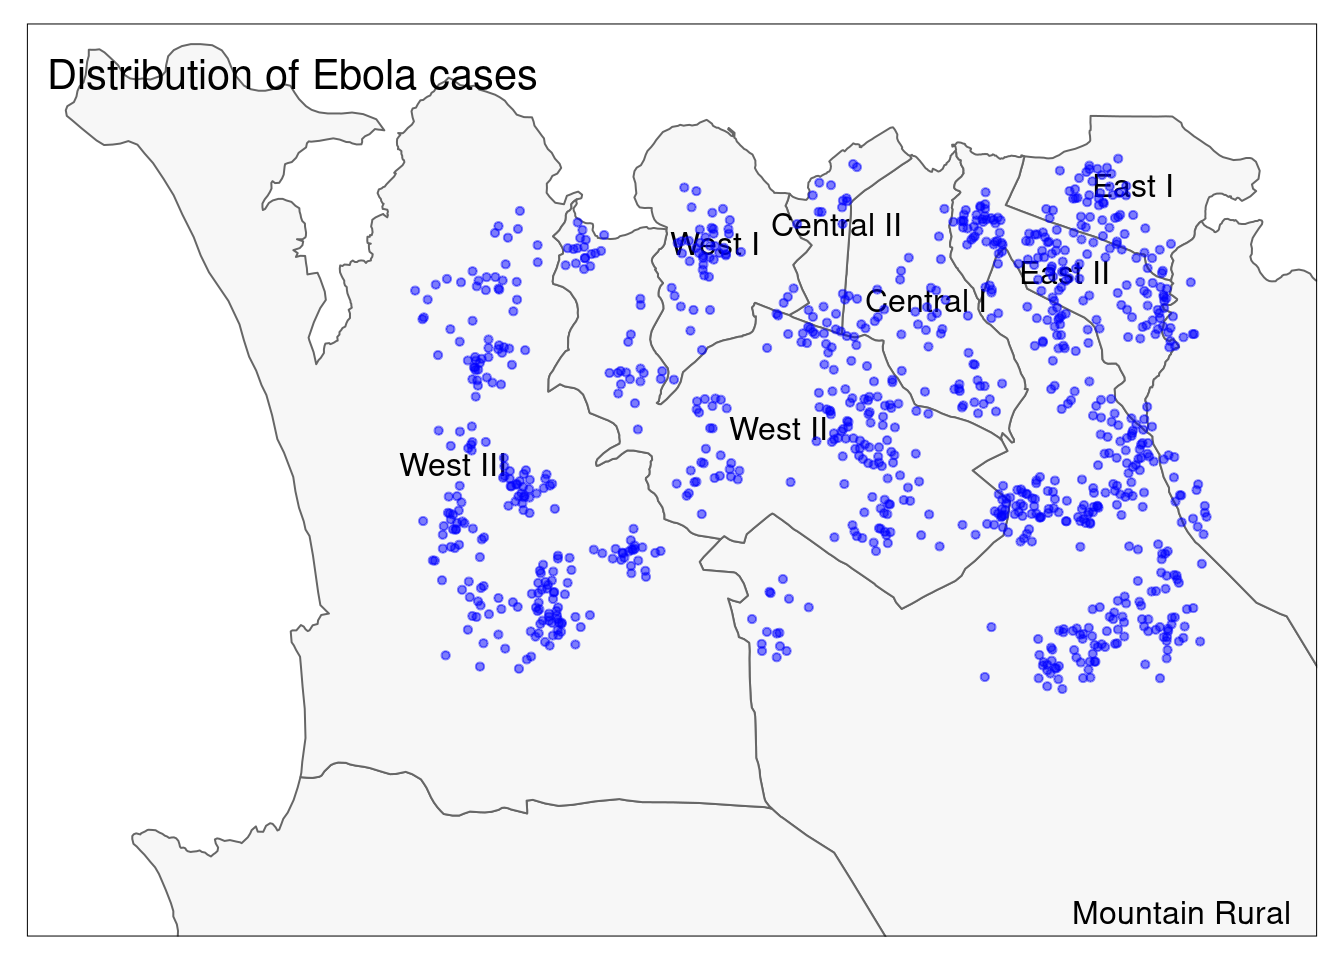 Distribution of Ebola cases
East I
Central II
West I
East II
Central I
West II
West III
Mountain Rural